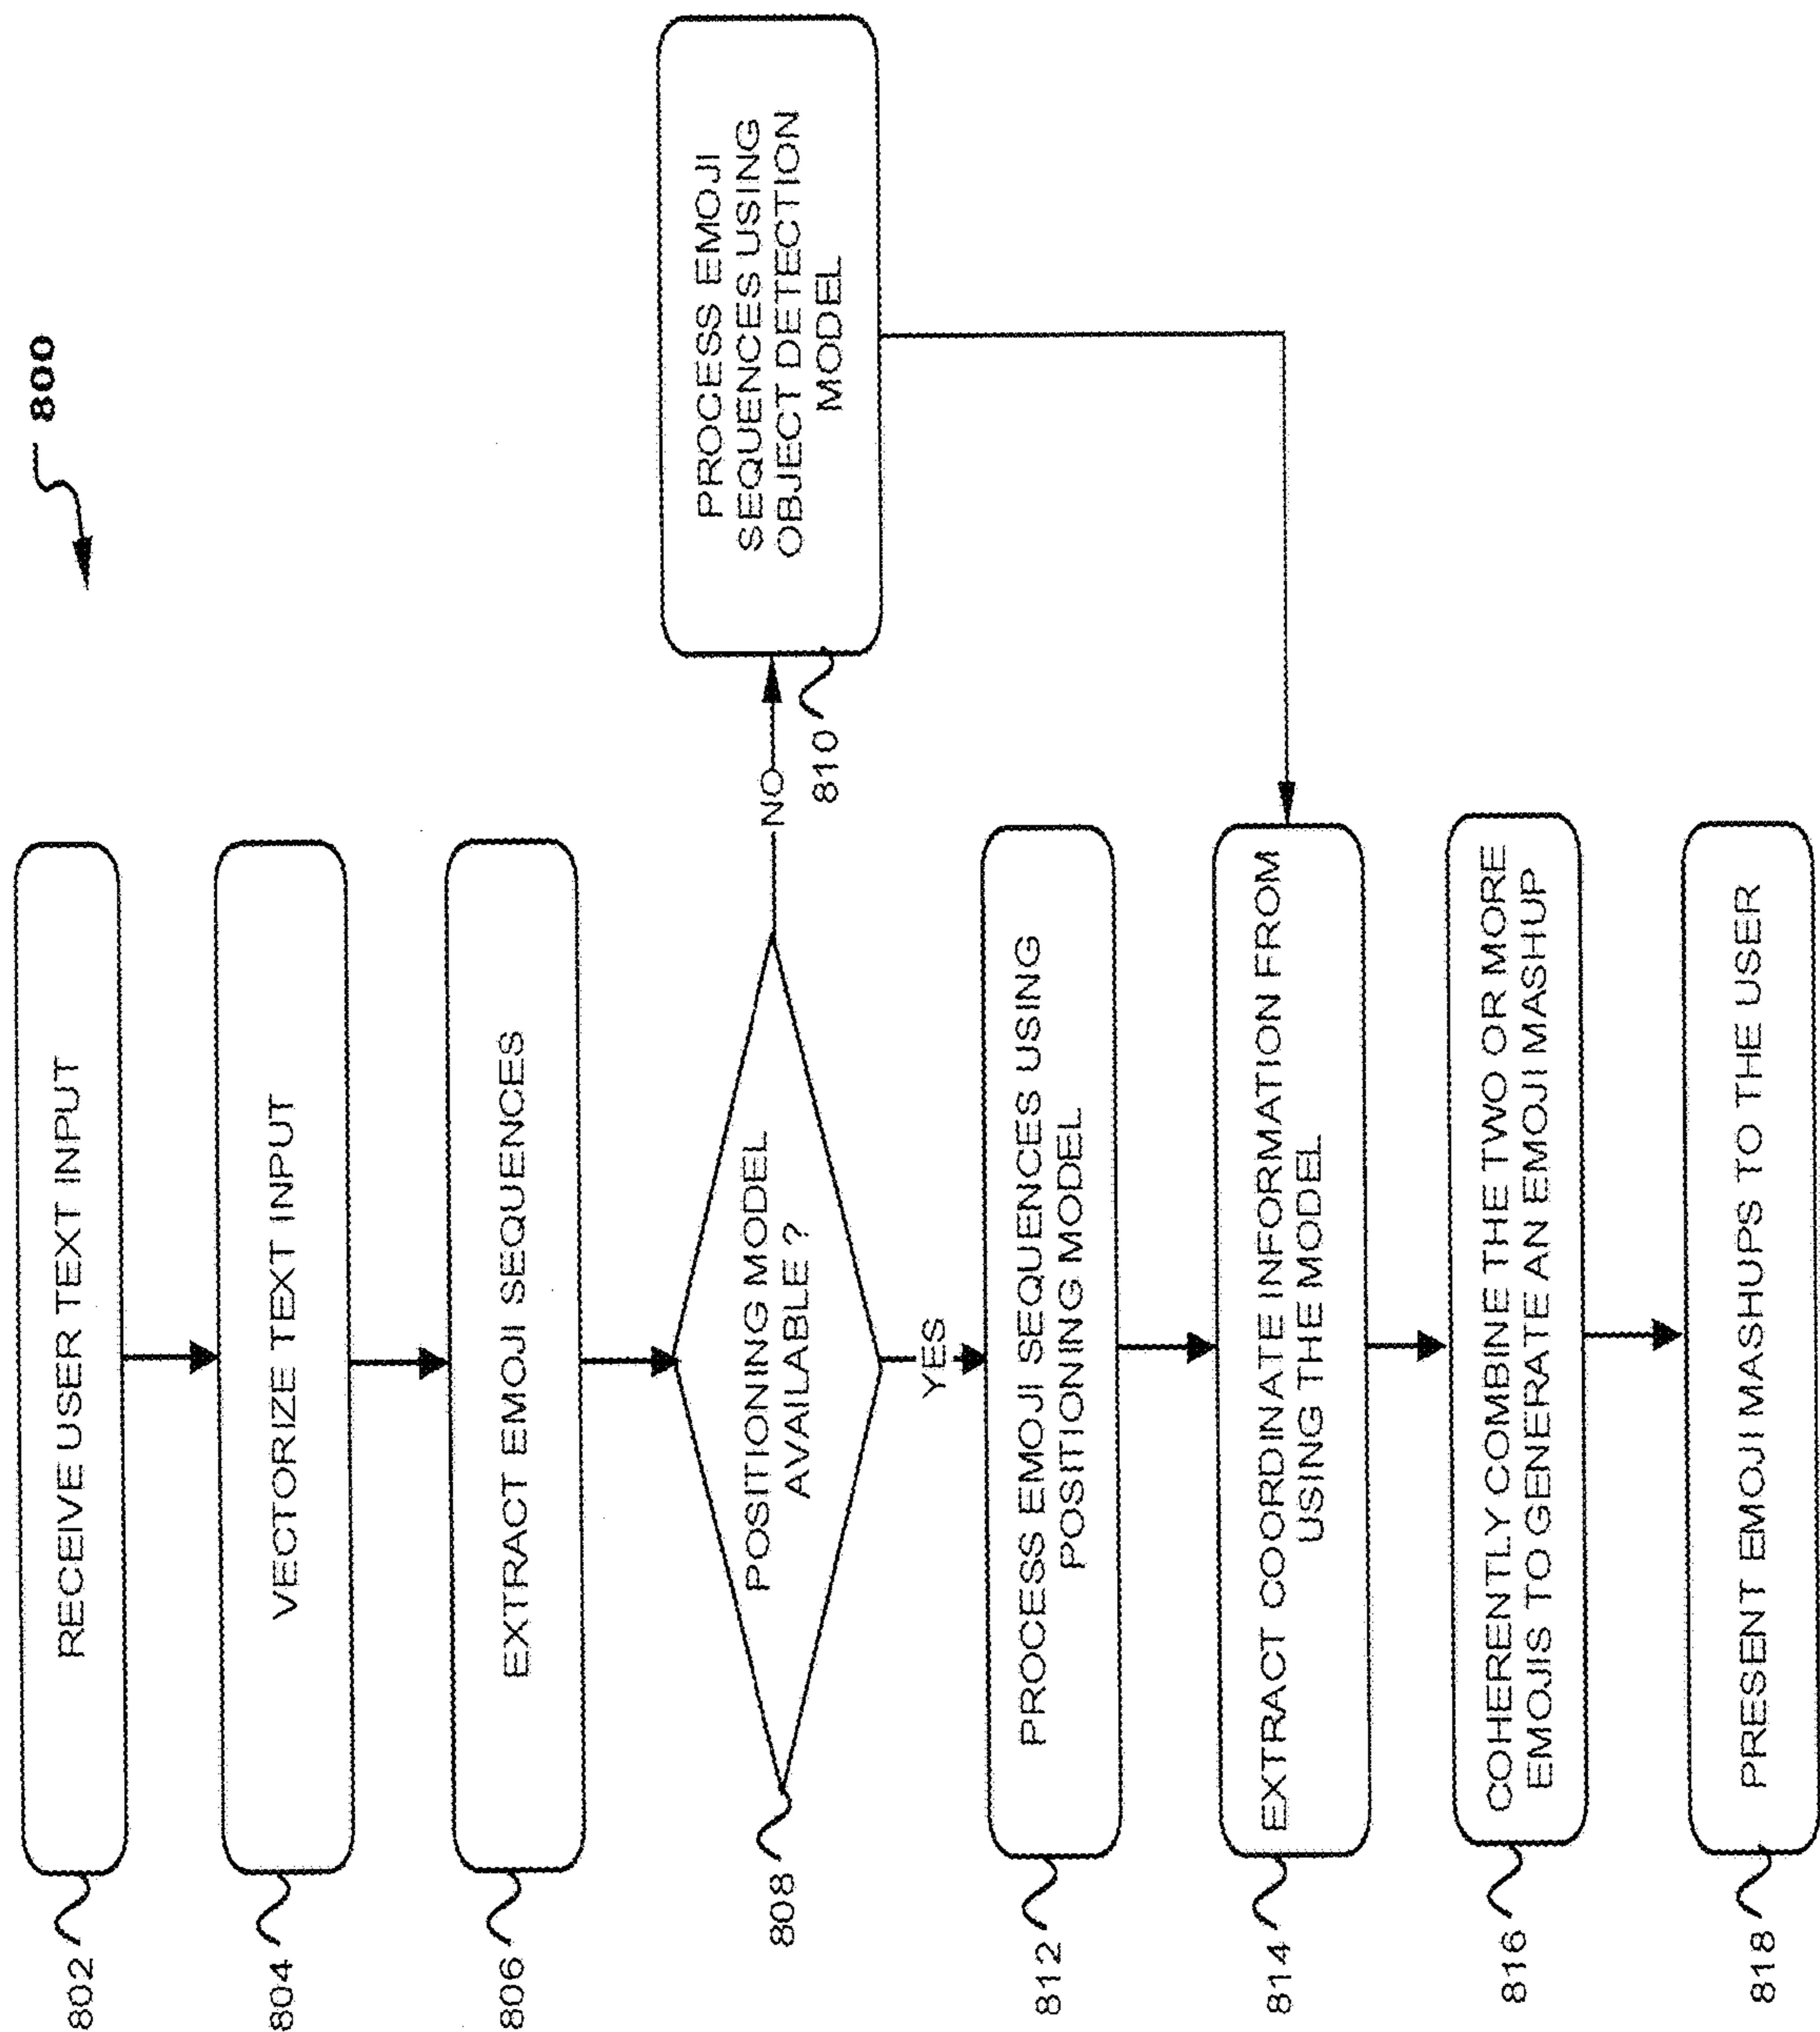 800
802
RECEIVE USER TEXT INPUT
804
VECTORIZE TEXT INPUT
806
EXTRACT EMOJI SEQUENCES
808
POSITIONING MODEL
AVAILABLE ?
NO
810
PROCESS EMOJI
SEQUENCES USING
OBJECT DETECTION
MODEL
YES
812
PROCESS EMOJI SEQUENCES USING
POSITIONING MODEL
814
EXTRACT COORDINATE INFORMATION FROM
USING THE MODEL
816
COHERENTLY COMBINE THE TWO OR MORE
EMOJIS TO GENERATE AN EMOJI MASHUP
818
PRESENT EMOJI MASHUPS TO THE USER